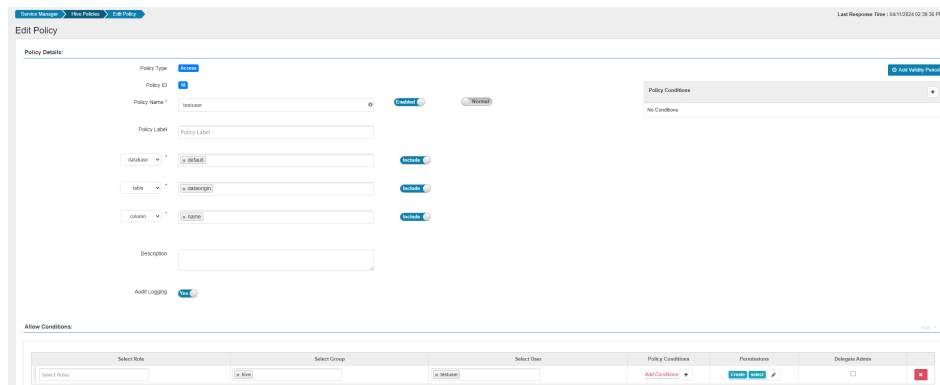 Service Manager Hive Policies Edit Policy Last Response Time : 04/11/2024 02:39:36 P
Edit Policy
Policy Details:
Policy Type Access
Add Validity Period
Policy ID 10
Policy Conditions +
Policy Name * testuser Enabled Normal
No Conditions
Policy Label Policy Label
database * default Include
table * dataorigin Include
column * name Include
Description
Audit Logging Yes
Allow Conditions:
Select Role Select Group Select User Policy Conditions Permissions Delegate Admin
Select Roles hive testuser Add Conditions + Create select